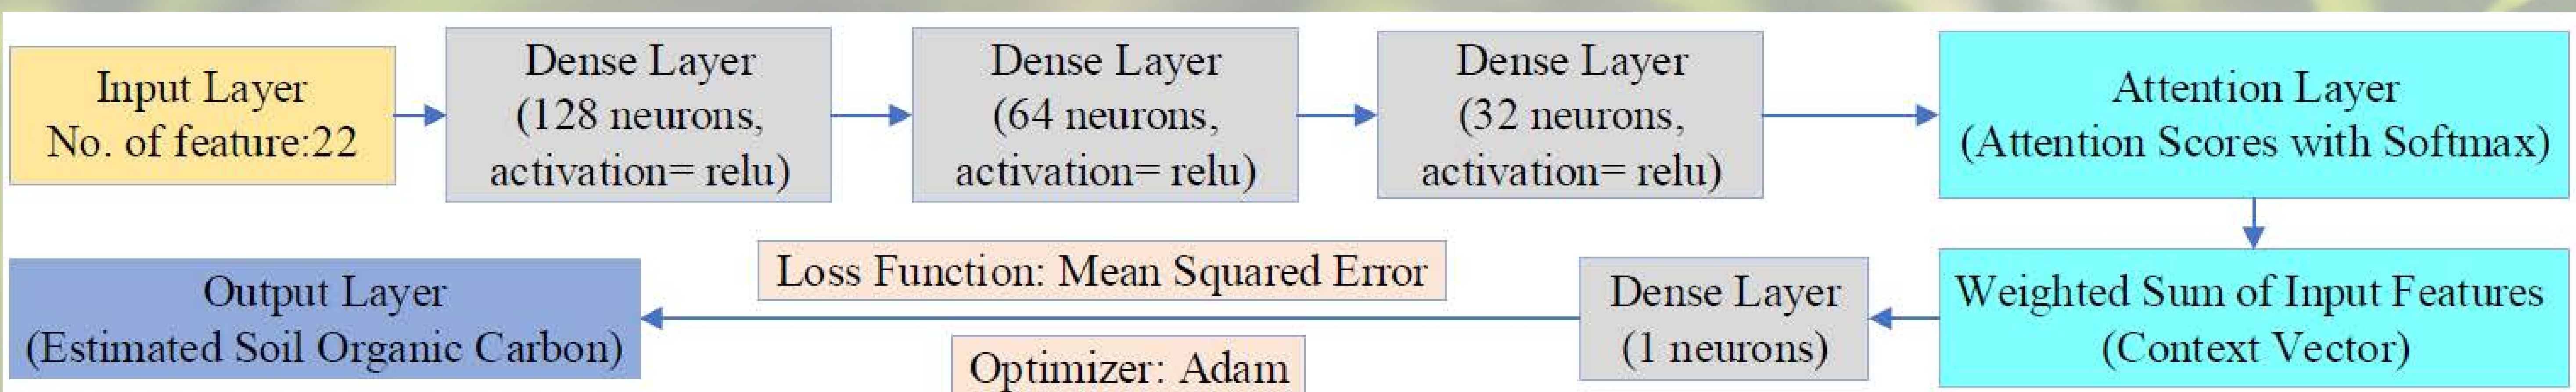 Input Layer
No. of feature:22
Dense Layer
(128 neurons,
activation= relu)
Dense Layer
(64 neurons,
activation= relu)
Dense Layer
(32 neurons,
activation= relu)
Attention Layer
(Attention Scores with Softmax)
Weighted Sum of Input Features
(Context Vector)
Dense Layer
(1 neurons)
Loss Function: Mean Squared Error
Optimizer: Adam
Output Layer
(Estimated Soil Organic Carbon)